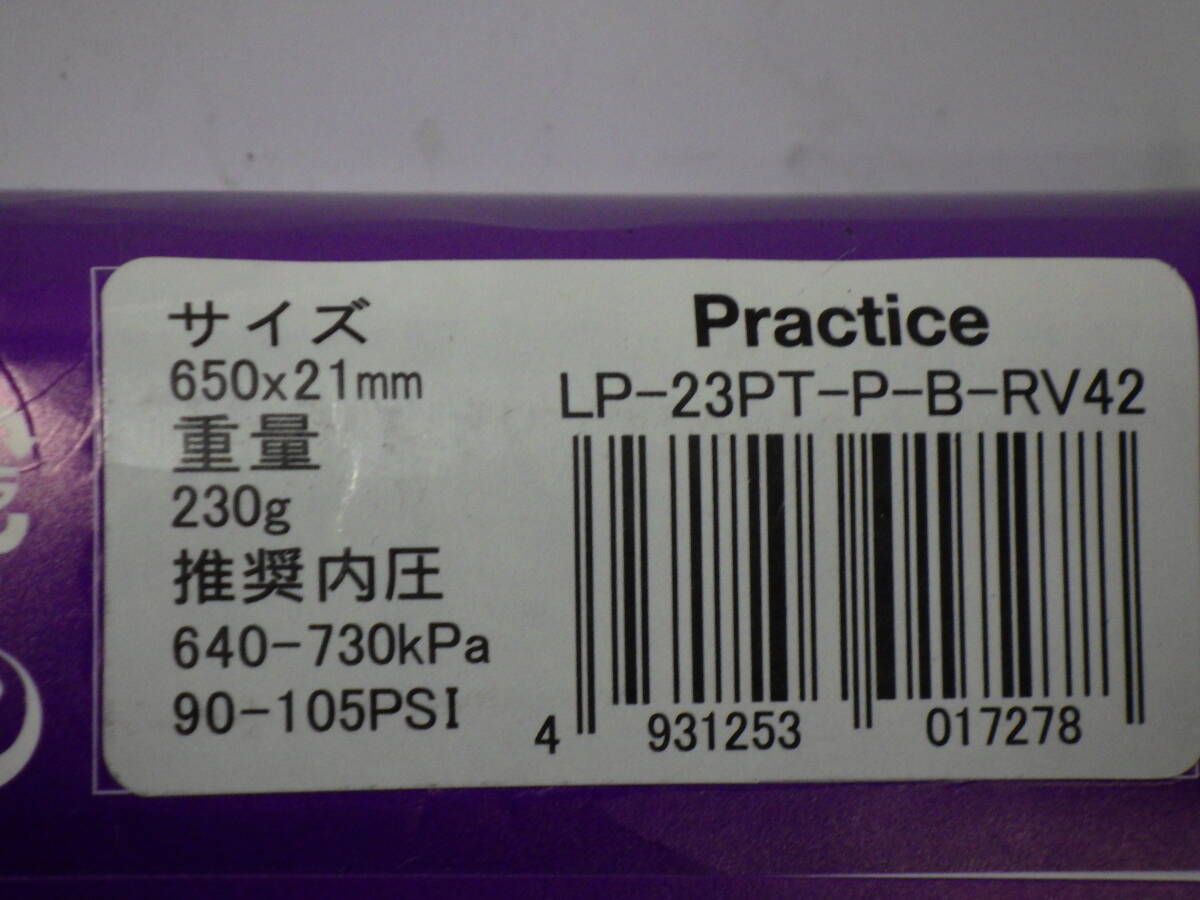 サイズ
650x21mm
重量
230g
推奨内圧
640-730kPa
90-105PSI
Practice
LP-23PT-P-B-RV42
4 931253 017278